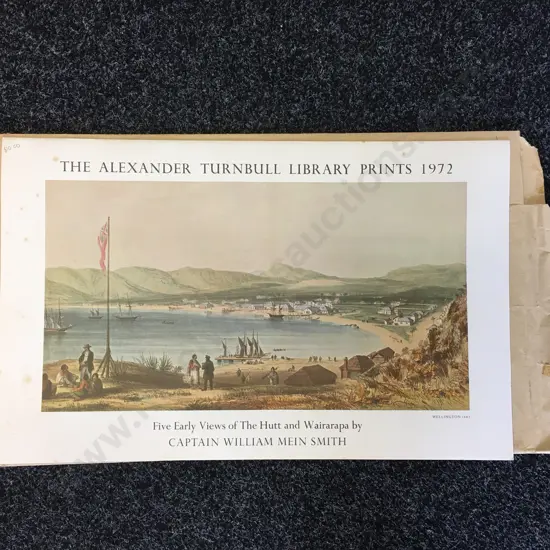 THE ALEXANDER TURNBULL LIBRARY PRINTS 1972
Five Early Views of The Hutt and Wairarapa by
CAPTAIN WILLIAM MEIN SMITH